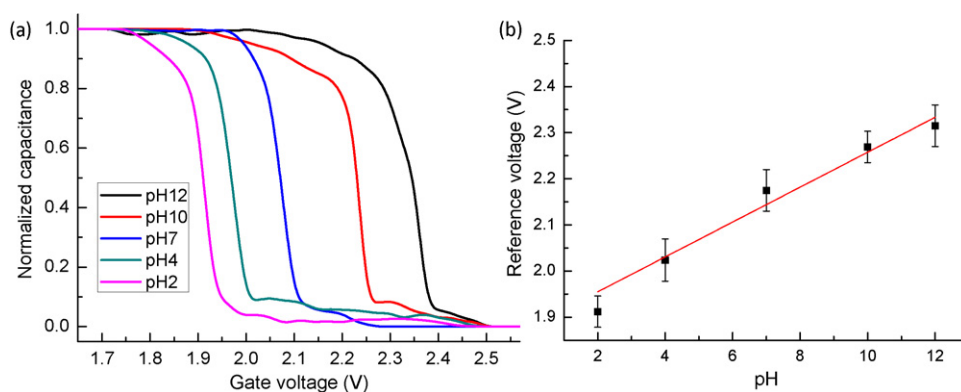 (a)
Normalized capacitance
1.0
0.8
0.6
0.4
0.2
0.0
pH12
pH10
pH7
pH4
pH2
1.7 1.8 1.9 2.0 2.1 2.2 2.3 2.4 2.5
Gate voltage (V)
(b)
Reference voltage (V)
2.5
2.4
2.3
2.2
2.1
2.0
1.9
2 4 6 8 10 12
pH